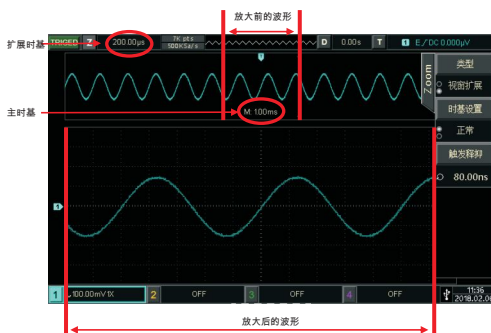 放大前的波形
扩展时基
TRIGED Z 200.00μs 7K pts 500KSa/s D 0.00s T 1 E／DC 0.000μV
Zoom
类型
视窗扩展
时基设置
正常
触发释抑
80.00ns
主时基
M: 100ms
1
1 100.00mV 1X 2 OFF 3 OFF 4 OFF
11:36
2018.02.0
放大后的波形